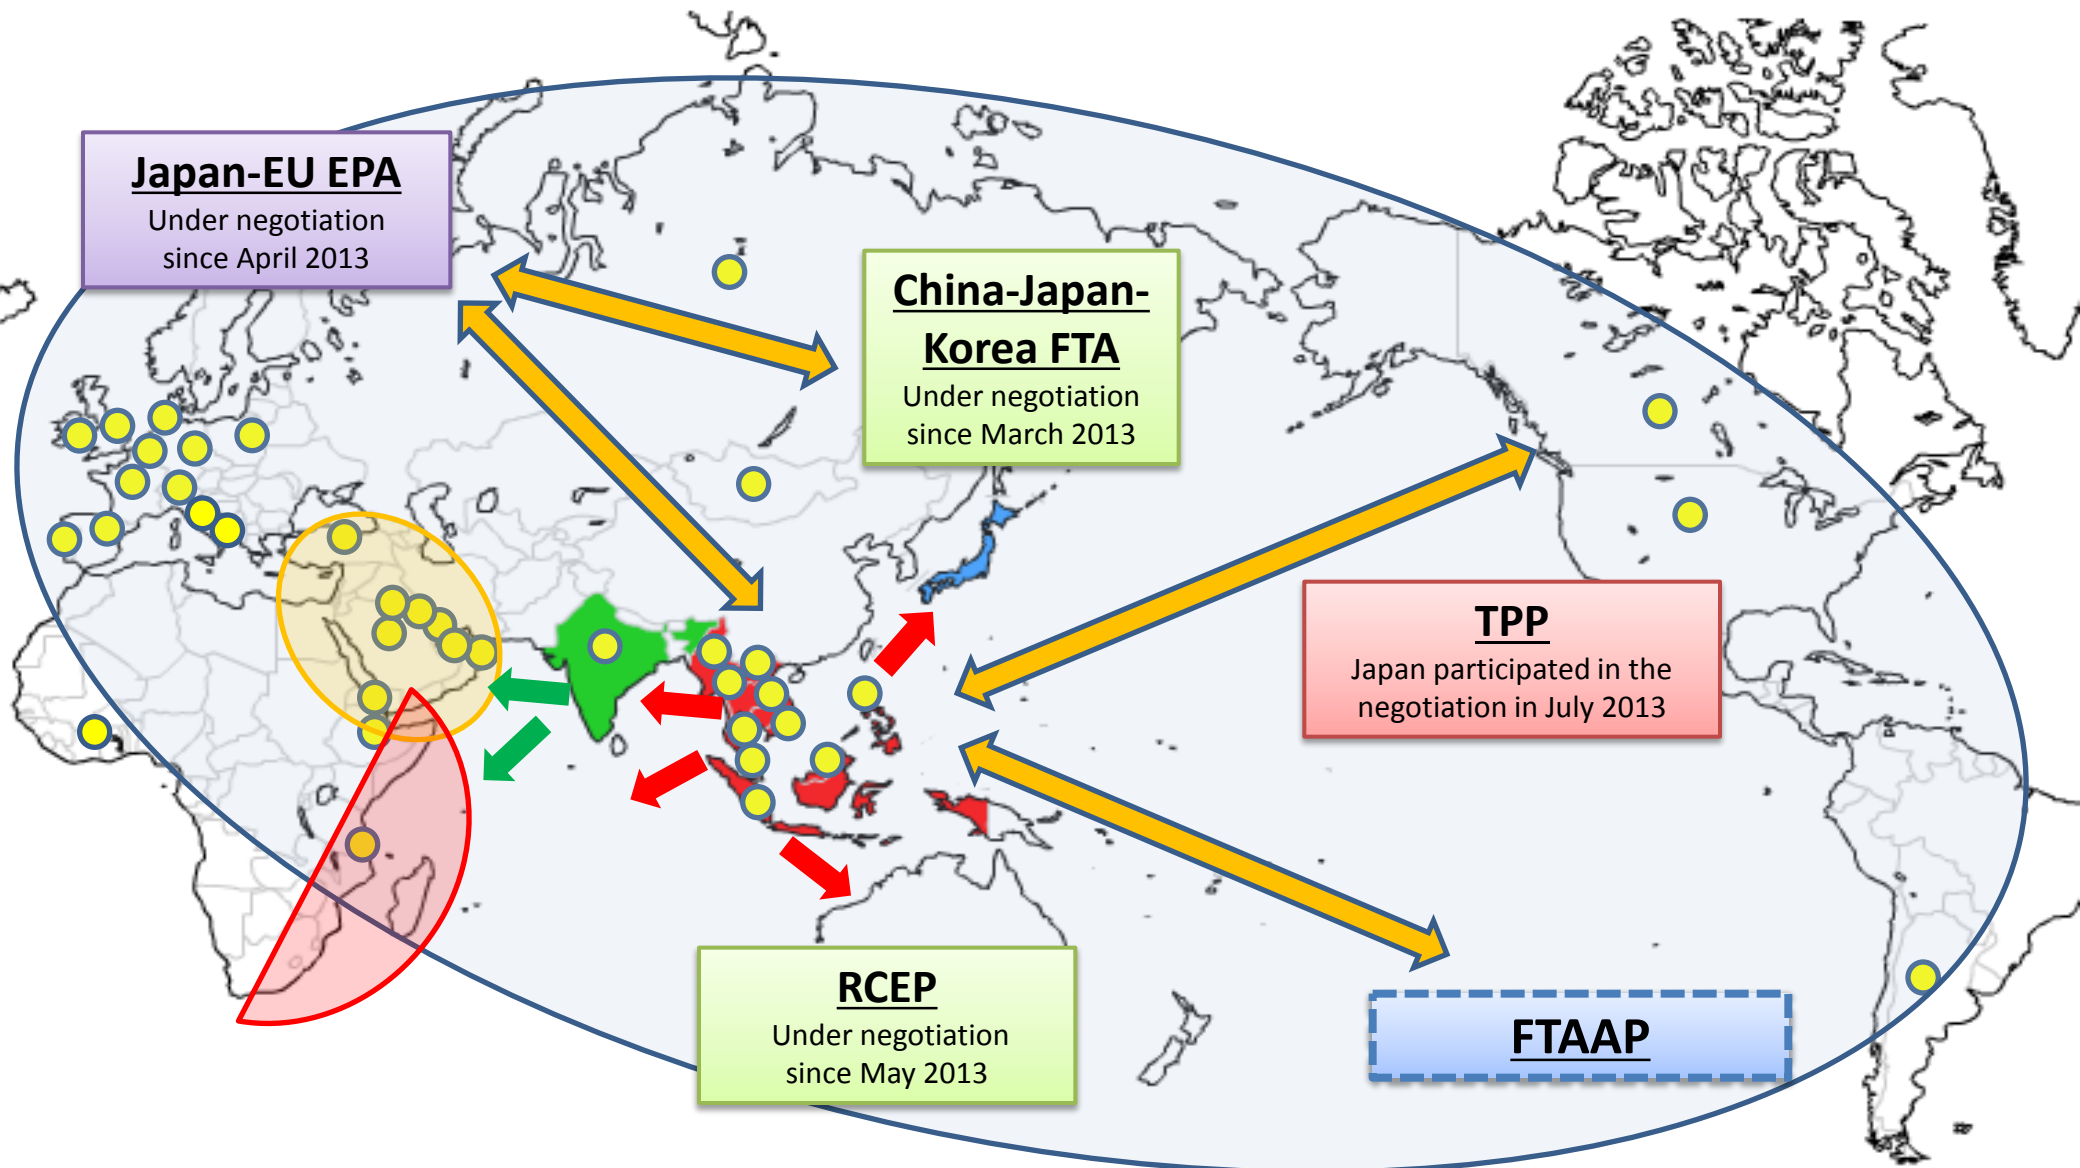 Japan-EU EPA
Under negotiation
since April 2013
China-Japan-
Korea FTA
Under negotiation
since March 2013
TPP
Japan participated in the
negotiation in July 2013
RCEP
Under negotiation
since May 2013
FTAAP